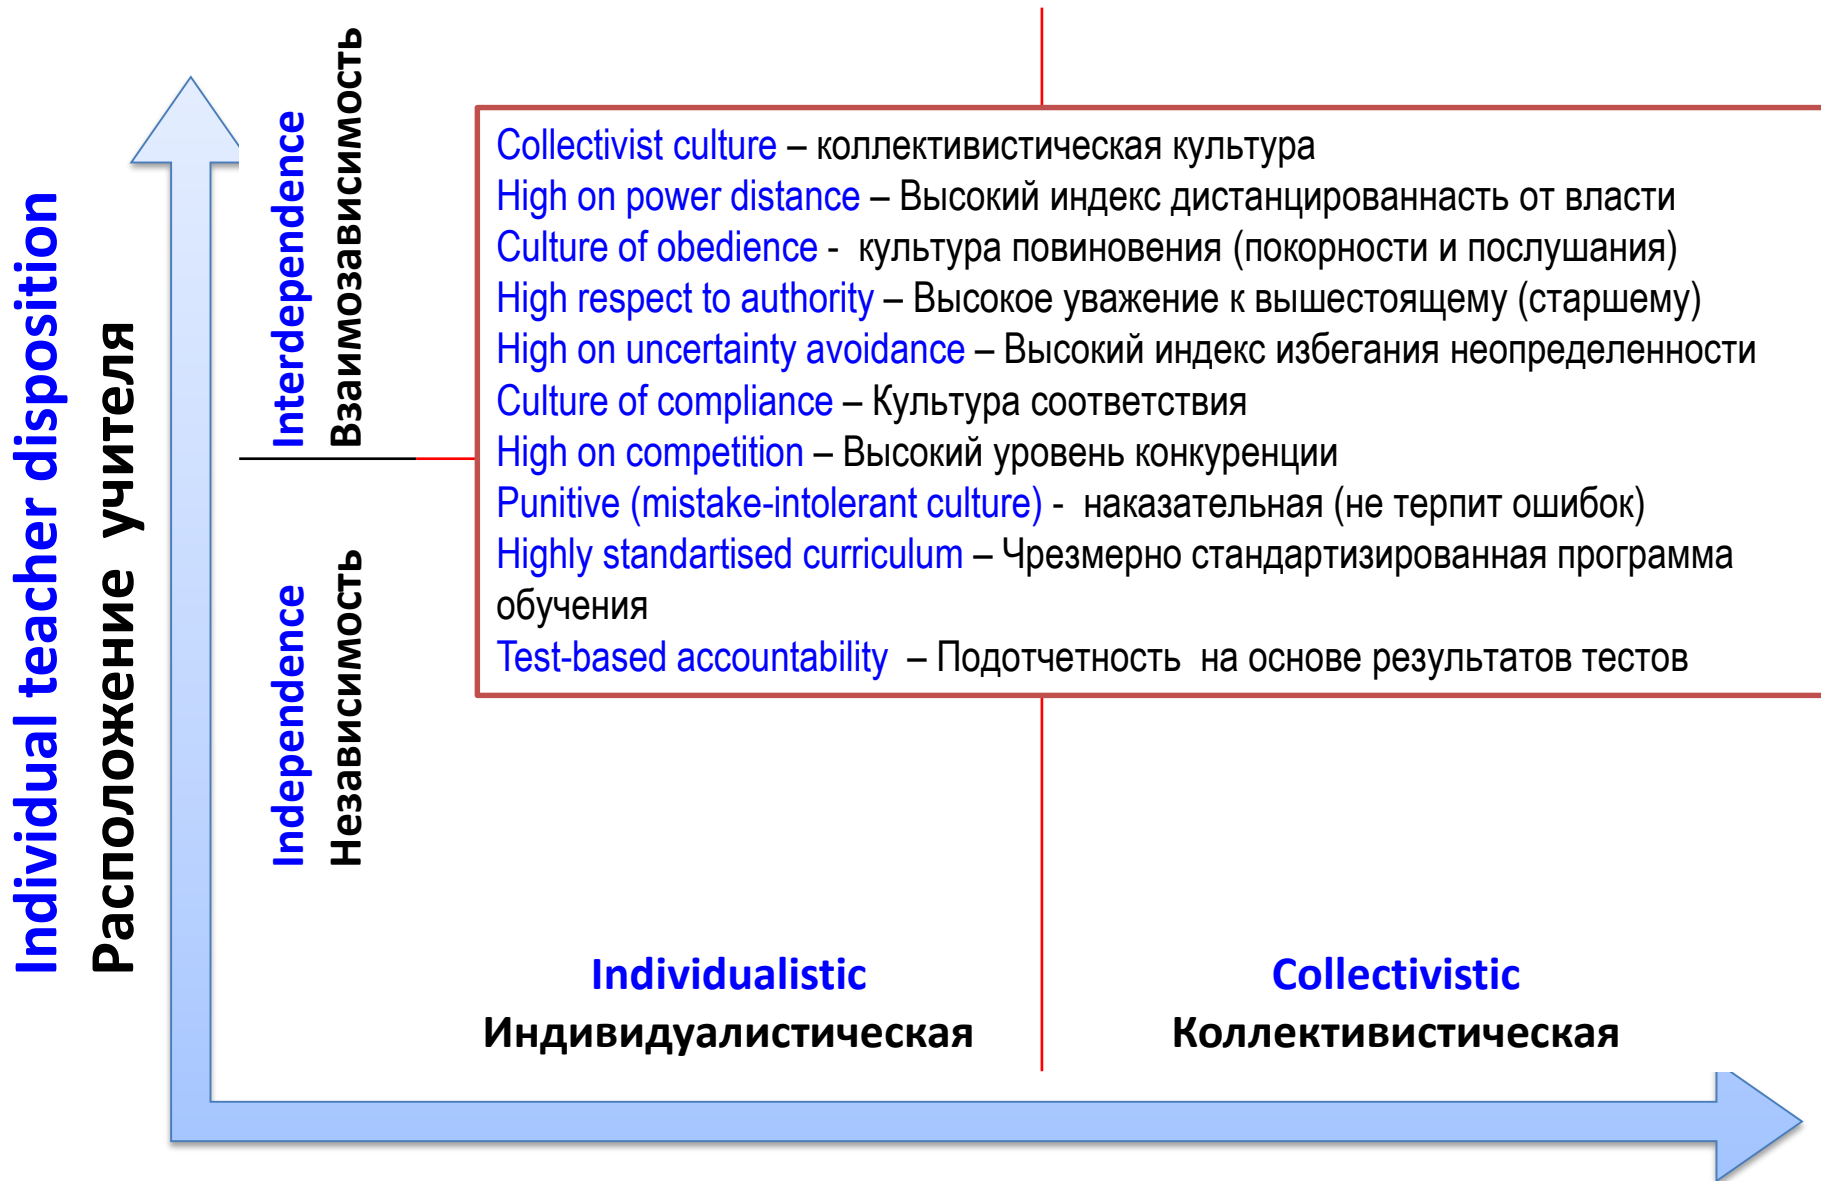 Individual teacher disposition
Расположение учителя
Interdependence
Взаимозависимость
Independence
Независимость
Collectivist culture – коллективистическая культура
High on power distance – Высокий индекс дистанцированнасть от власти
Culture of obedience - культура повиновения (покорности и послушания)
High respect to authority – Высокое уважение к вышестоящему (старшему)
High on uncertainty avoidance – Высокий индекс избегания неопределенности
Culture of compliance – Культура соответствия
High on competition – Высокий уровень конкуренции
Punitive (mistake-intolerant culture) - наказательная (не терпит ошибок)
Highly standartised curriculum – Чрезмерно стандартизированная программа
обучения
Test-based accountability – Подотчетность на основе результатов тестов
Individualistic
Индивидуалистическая
Collectivistic
Коллективистическая